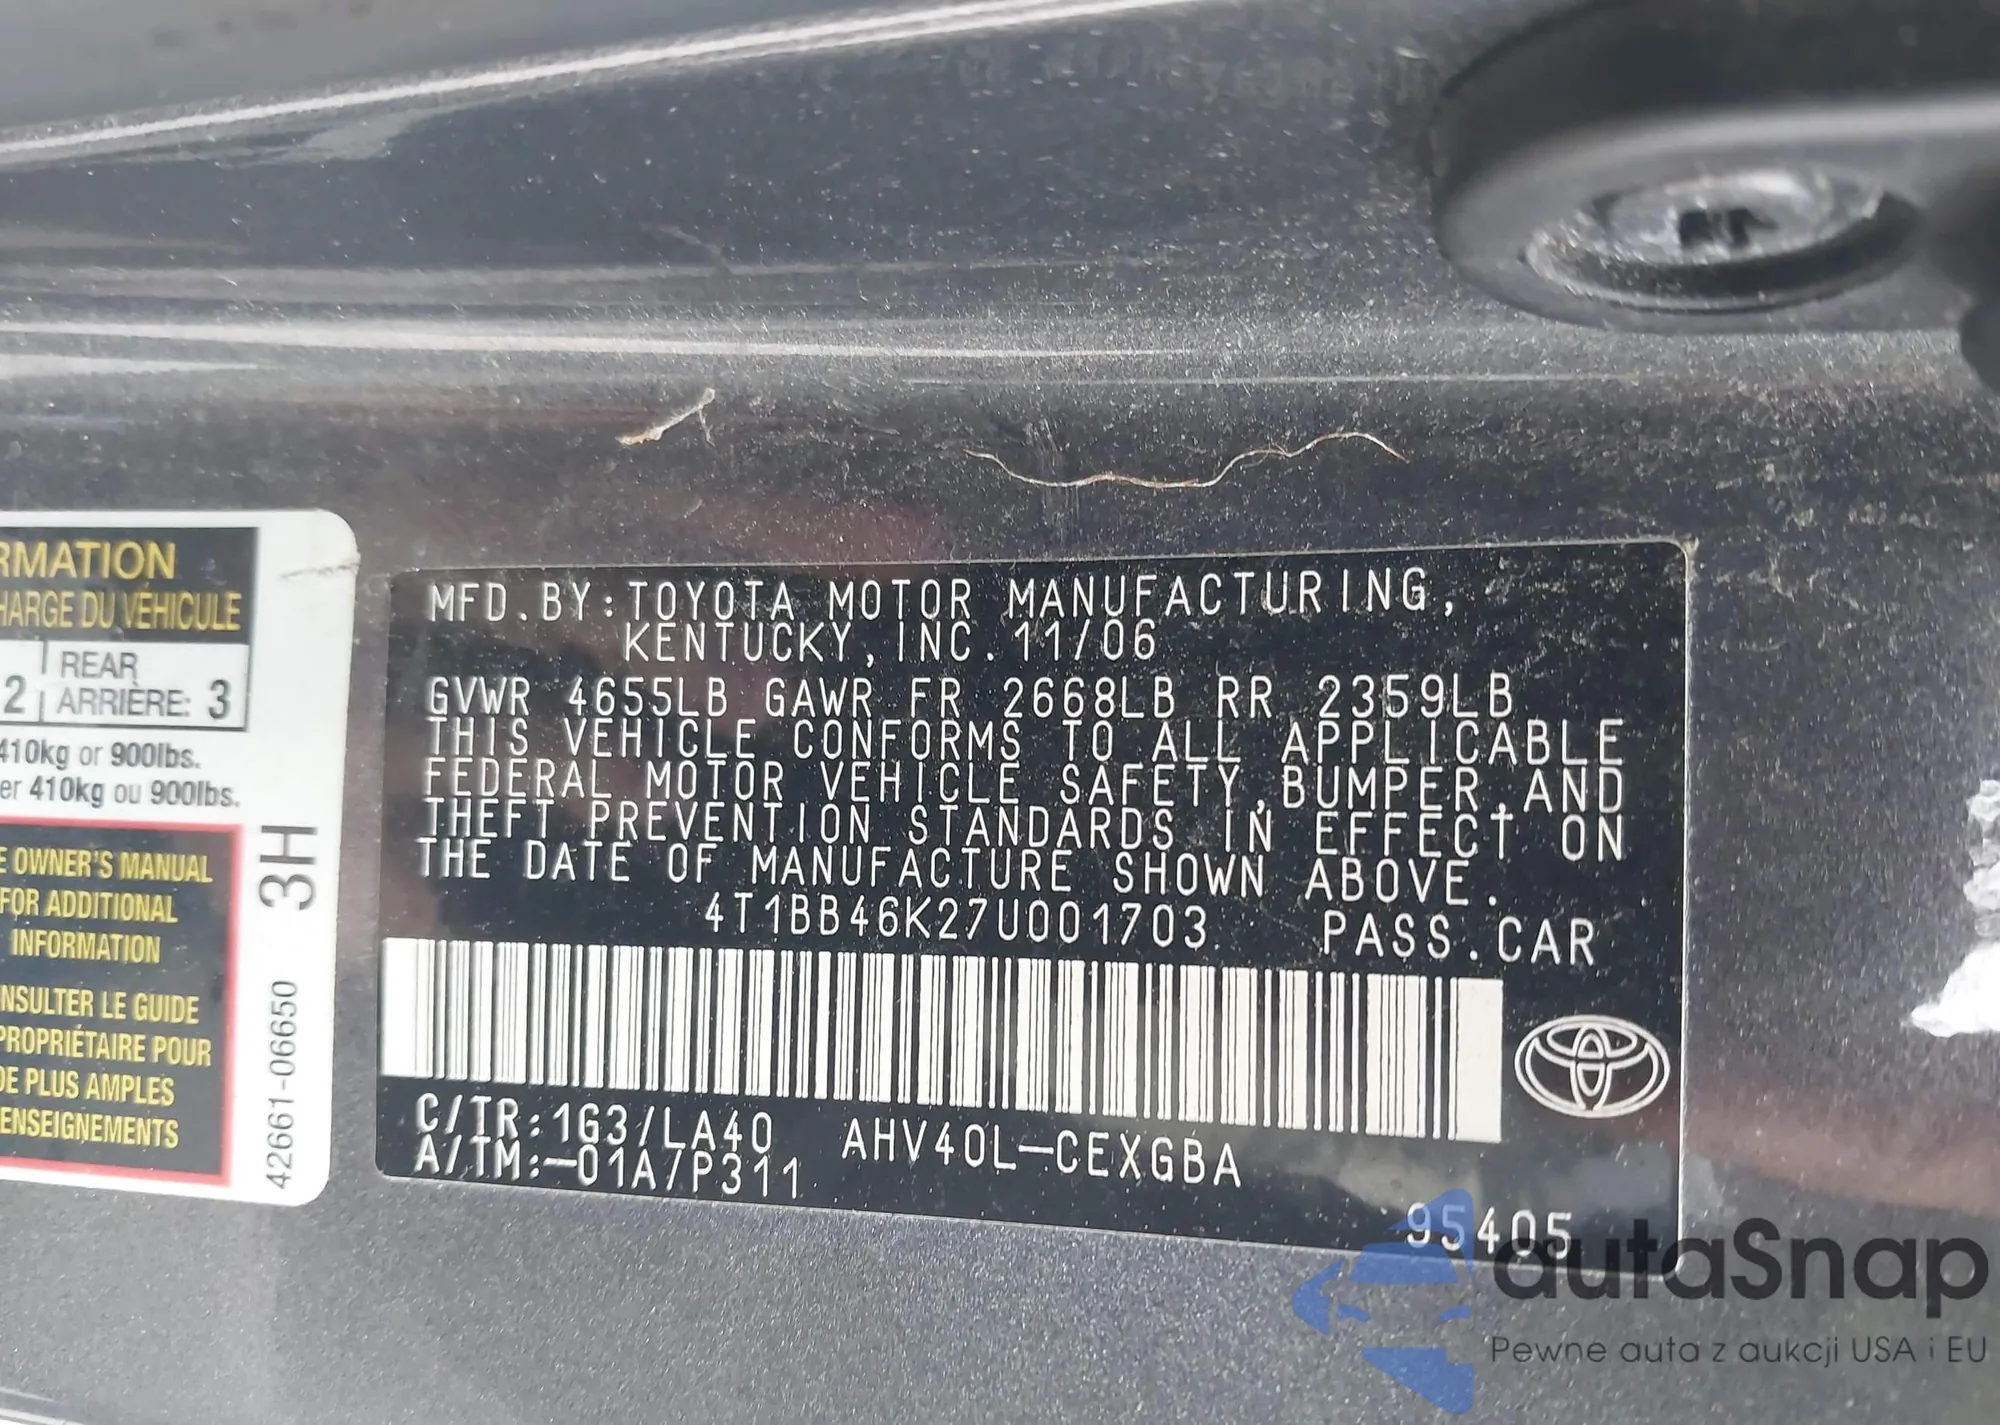 RMATION
HARGE DU VÉHICULE
2 REAR
ARRIÈRE: 3
410kg or 900lbs.
er 410kg ou 900lbs.
E OWNER'S MANUAL
FOR ADDITIONAL
INFORMATION
NSULTER LE GUIDE
PROPRIÉTAIRE POUR
DE PLUS AMPLES
ENSEIGNEMENTS
3H
42661-06650
MFD.BY:TOYOTA MOTOR MANUFACTURING,
KENTUCKY,INC. 11/06
GVWR 4655LB GAWR FR 2668LB RR 2359LB
THIS VEHICLE CONFORMS TO ALL APPLICABLE
FEDERAL MOTOR VEHICLE SAFETY,BUMPER,AND
THEFT PREVENTION STANDARDS IN EFFECT ON
THE DATE OF MANUFACTURE SHOWN ABOVE.
4T1BB46K27U001703 PASS.CAR
C/TR:1G3/LA40 AHV40L-CEXGBA
A/TM:-01A/P311
95405
autaSnap
Pewne auta z aukcji USA i EU